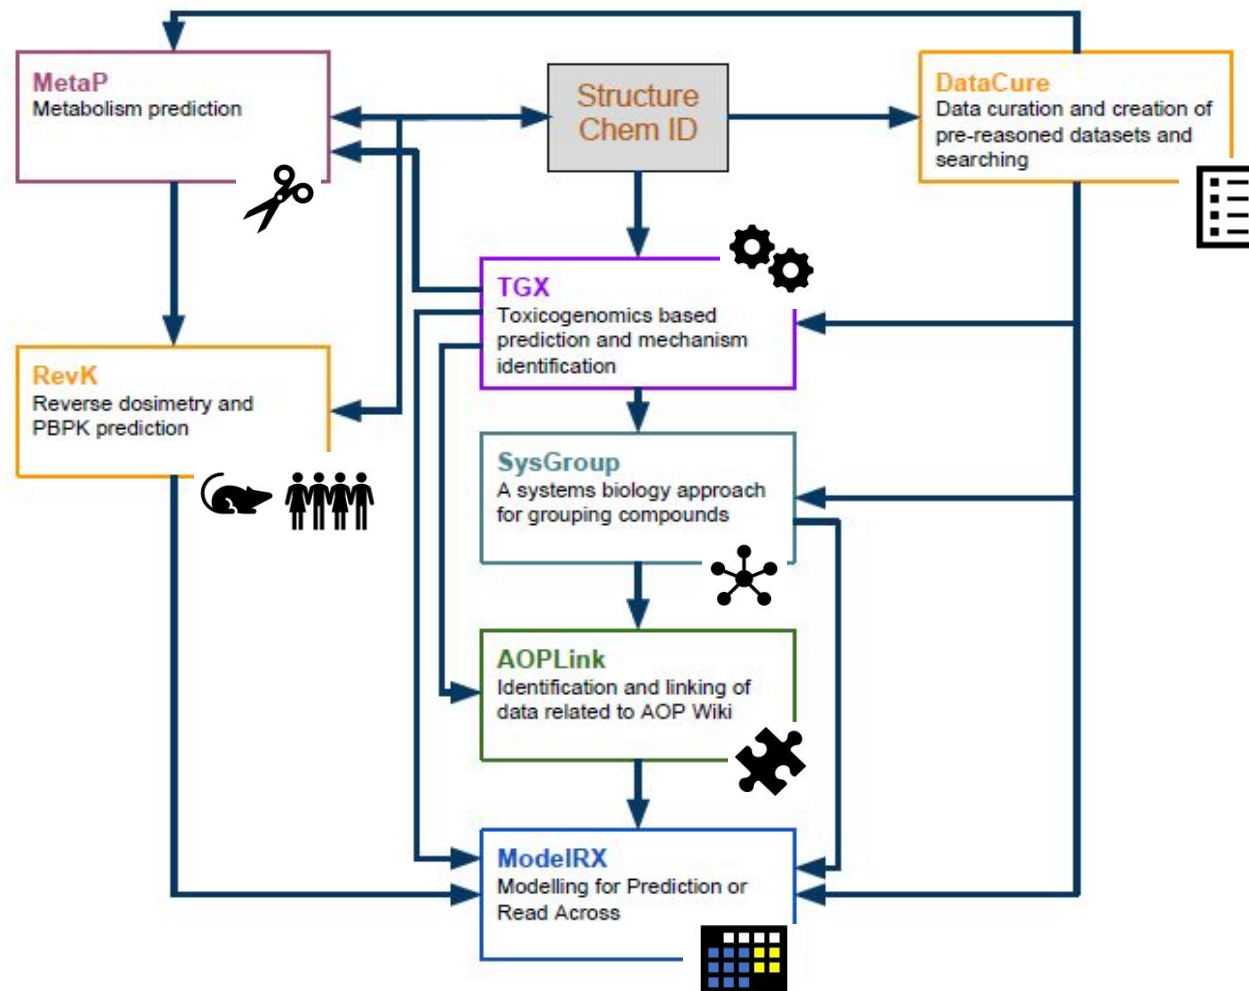 MetaP
Metabolism prediction
Structure
Chem ID
DataCure
Data curation and creation of
pre-reasoned datasets and
searching
TGX
Toxicogenomics based
prediction and mechanism
identification
RevK
Reverse dosimetry and
PBPK prediction
SysGroup
A systems biology approach
for grouping compounds
AOPLink
Identification and linking of
data related to AOP Wiki
ModelRX
Modelling for Prediction or
Read Across